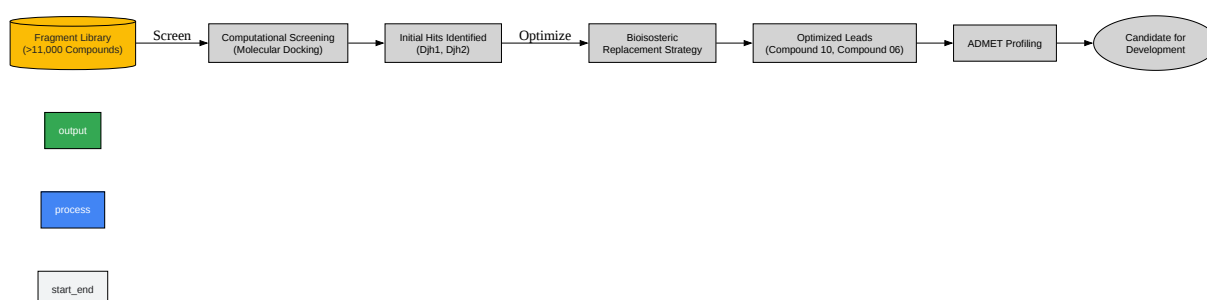 Fragment Library
(>11,000 Compounds)
Screen
Computational Screening
(Molecular Docking)
Initial Hits Identified
(Djh1, Djh2)
Optimize
Bioisosteric
Replacement Strategy
Optimized Leads
(Compound 10, Compound 06)
ADMET Profiling
Candidate for
Development
output
process
start_end